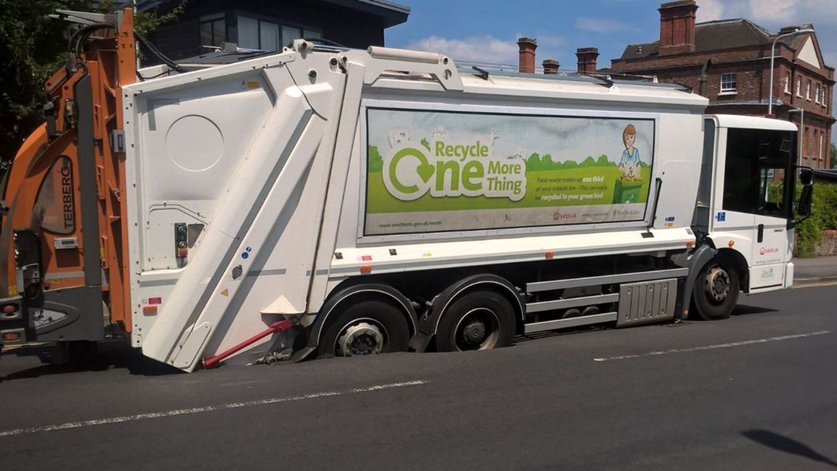 Recycle
One More
Thing
Food waste makes up one third
of your rubbish bin - This can easily
be recycled in your green bin!
VEOLIA
TERBERG
VEOLIA